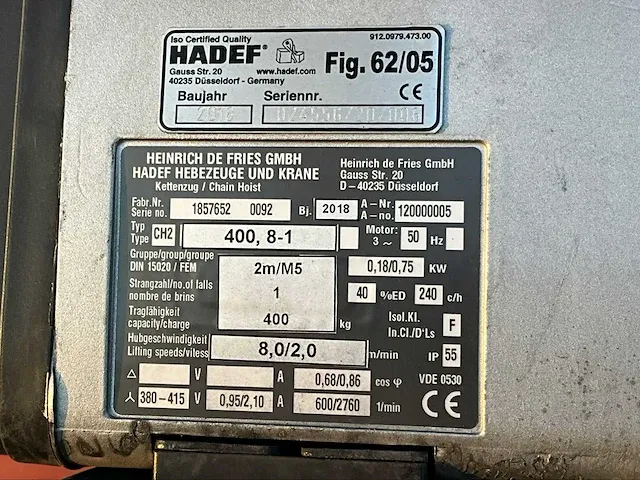 Iso Certified Quality
912.0979.473.00
HADEF®
Fig. 62/05
Gauss Str. 20
www.hadef.com
40235 Düsseldorf - Germany
Baujahr
Seriennr.
CE
HEINRICH DE FRIES GMBH
HADEF HEBEZEUGE UND KRANE
Kettenzug / Chain Hoist
Heinrich de Fries GmbH
Gauss Str. 20
D-40235 Düsseldorf
Fabr.Nr.
Serie no.
1857652 0092
Bj.
2018
A-Nr.
A-no.
120000005
Typ
Type
CH2
400, 8-1
Motor:
3 ~
50
Hz
Gruppe/group/groupe
DIN 15020 / FEM
2m/M5
0,18/0,75
KW
Strangzahl/no.of falls
nombre de brins
1
40
%ED
240
c/h
Tragfähigkeit
capacity/charge
400
kg
Isol.Kl.
In.Cl./D°Ls
F
Hubgeschwindigkeit
Lifting speeds/viless
8,0/2,0
m/min
IP
55
Δ
V
A
0,68/0,86
cos φ
VDE 0530
380-415
V
0,95/2,10
A
600/2760
1/min
CE